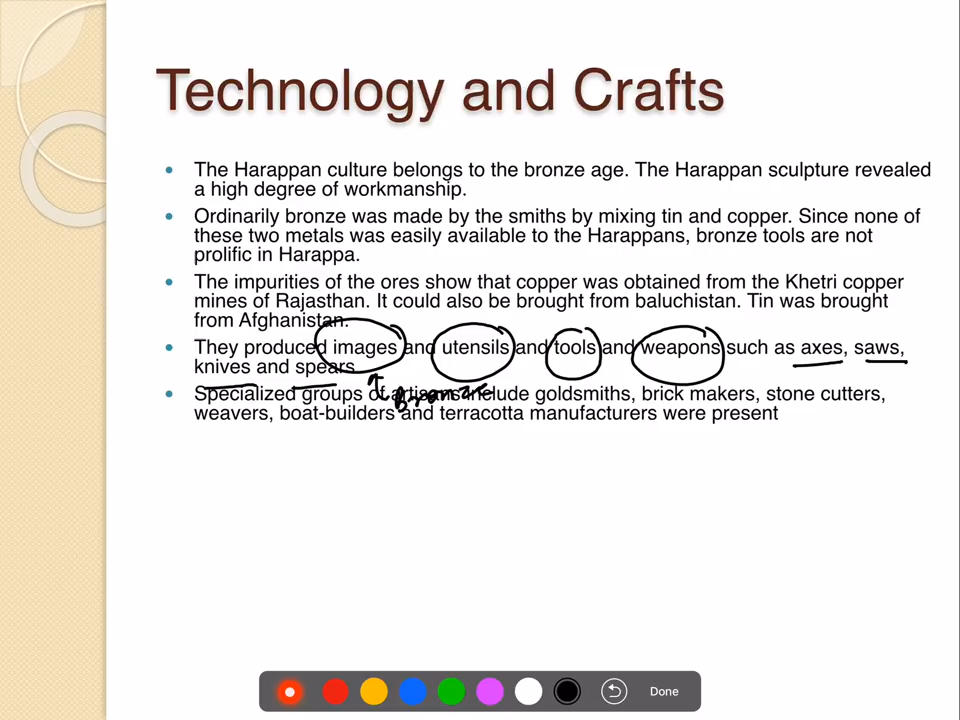 Technology and Crafts
The Harappan culture belongs to the bronze age. The Harappan sculpture revealed
a high degree of workmanship.
Ordinarily bronze was made by the smiths by mixing tin and copper. Since none of
these two metals was easily available to the Harappans, bronze tools are not
prolific in Harappa.
The impurities of the ores show that copper was obtained from the Khetri copper
mines of Rajasthan. It could also be brought from baluchistan. Tin was brought
from Afghanistan.
They produced images and utensils and tools and weapons such as axes, saws,
knives and spears
Bronze
Specialized groups of artisans include goldsmiths, brick makers, stone cutters,
weavers, boat-builders and terracotta manufacturers were present
Done